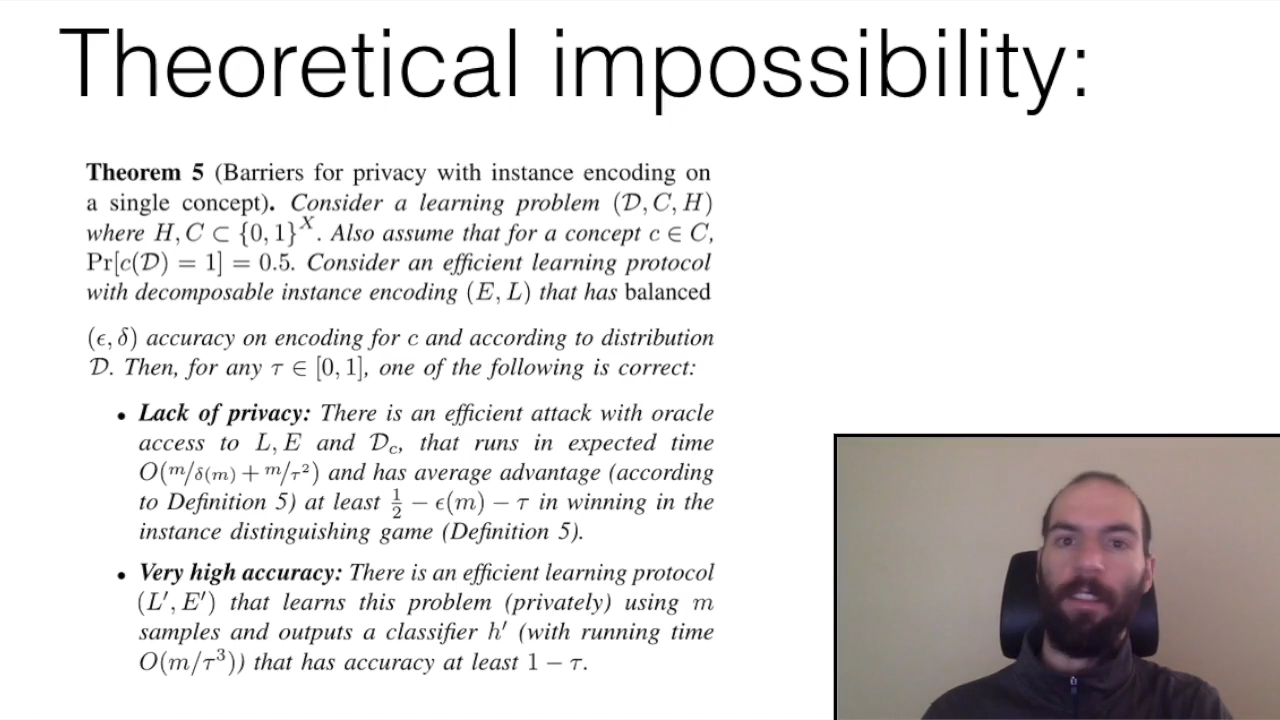 Theoretical impossibility:
Theorem 5 (Barriers for privacy with instance encoding on
a single concept). Consider a learning problem (𝒟, C, H)
where H, C ⊂ {0, 1}^X. Also assume that for a concept c ∈ C,
Pr[c(𝒟) = 1] = 0.5. Consider an efficient learning protocol
with decomposable instance encoding (E, L) that has balanced
(ϵ, δ) accuracy on encoding for c and according to distribution
𝒟. Then, for any τ ∈ [0, 1], one of the following is correct:
• Lack of privacy: There is an efficient attack with oracle
access to L, E and 𝒟_c, that runs in expected time
O(m/δ(m) + m/τ²) and has average advantage (according
to Definition 5) at least 1/2 − ϵ(m) − τ in winning in the
instance distinguishing game (Definition 5).
• Very high accuracy: There is an efficient learning protocol
(L′, E′) that learns this problem (privately) using m
samples and outputs a classifier h′ (with running time
O(m/τ³)) that has accuracy at least 1 − τ.